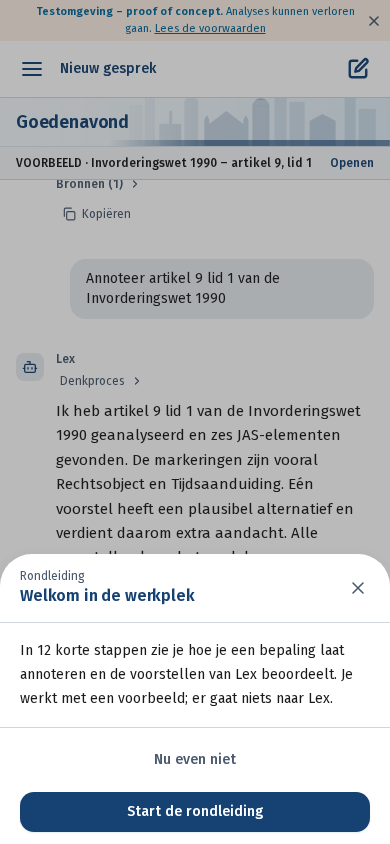 Testomgeving – proof of concept. Analyses kunnen verloren
gaan. Lees de voorwaarden
Nieuw gesprek
Goedenavond
VOORBEELD · Invorderingswet 1990 – artikel 9, lid 1 Openen
Bronnen (1)
Kopiëren
Annoteer artikel 9 lid 1 van de
Invorderingswet 1990
Lex
Denkproces
Ik heb artikel 9 lid 1 van de Invorderingswet
1990 geanalyseerd en zes JAS-elementen
gevonden. De markeringen zijn vooral
Rechtsobject en Tijdsaanduiding. Eén
voorstel heeft een plausibel alternatief en
verdient daarom extra aandacht. Alle
Rondleiding
Welkom in de werkplek
In 12 korte stappen zie je hoe je een bepaling laat
annoteren en de voorstellen van Lex beoordeelt. Je
werkt met een voorbeeld; er gaat niets naar Lex.
Nu even niet
Start de rondleiding